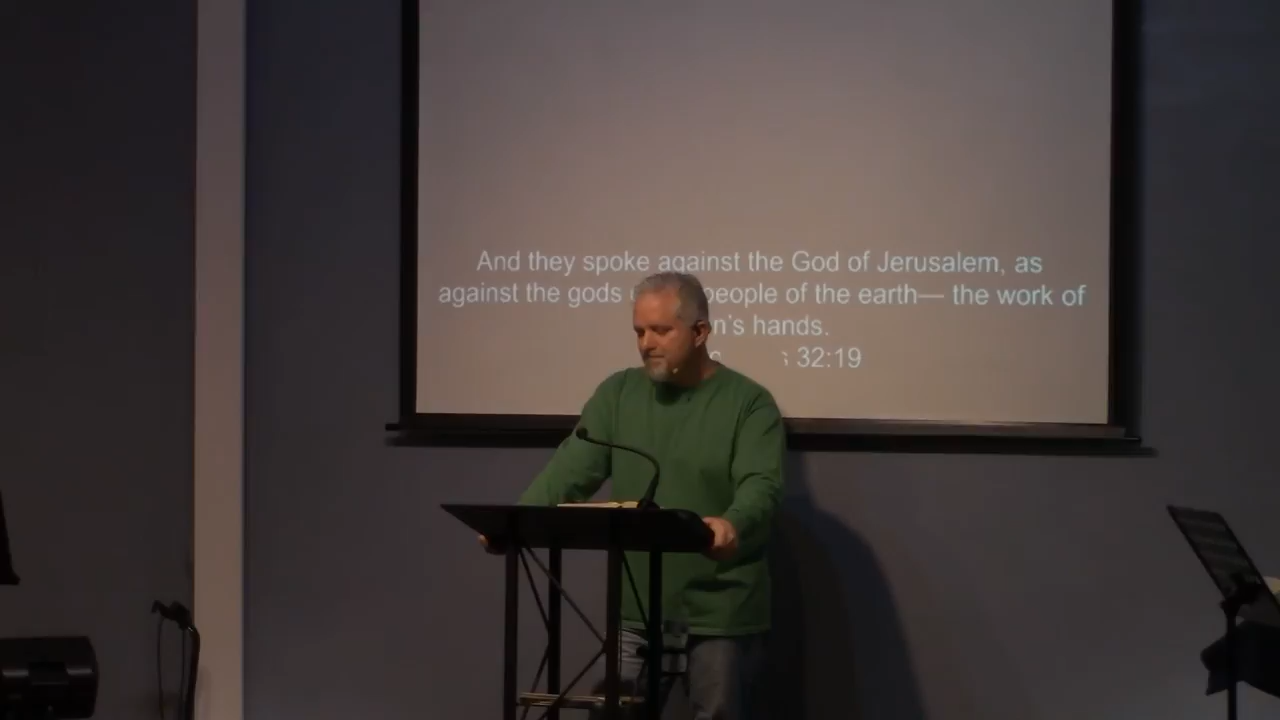 And they spoke against the God of Jerusalem, as
against the gods people of the earth— the work of
hands.
32:19